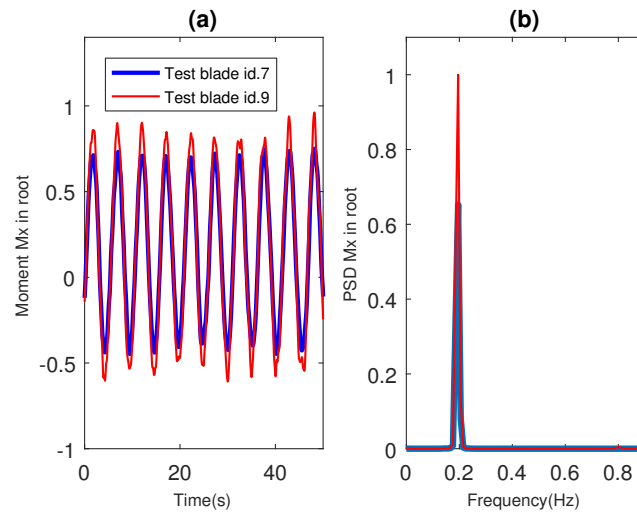 (a)
Test blade id.7
Test blade id.9
Moment Mx in root
1
0.5
0
-0.5
-1
0
20
40
Time(s)
(b)
PSD Mx in root
1
0.8
0.6
0.4
0.2
0
0
0.2
0.4
0.6
0.8
Frequency(Hz)